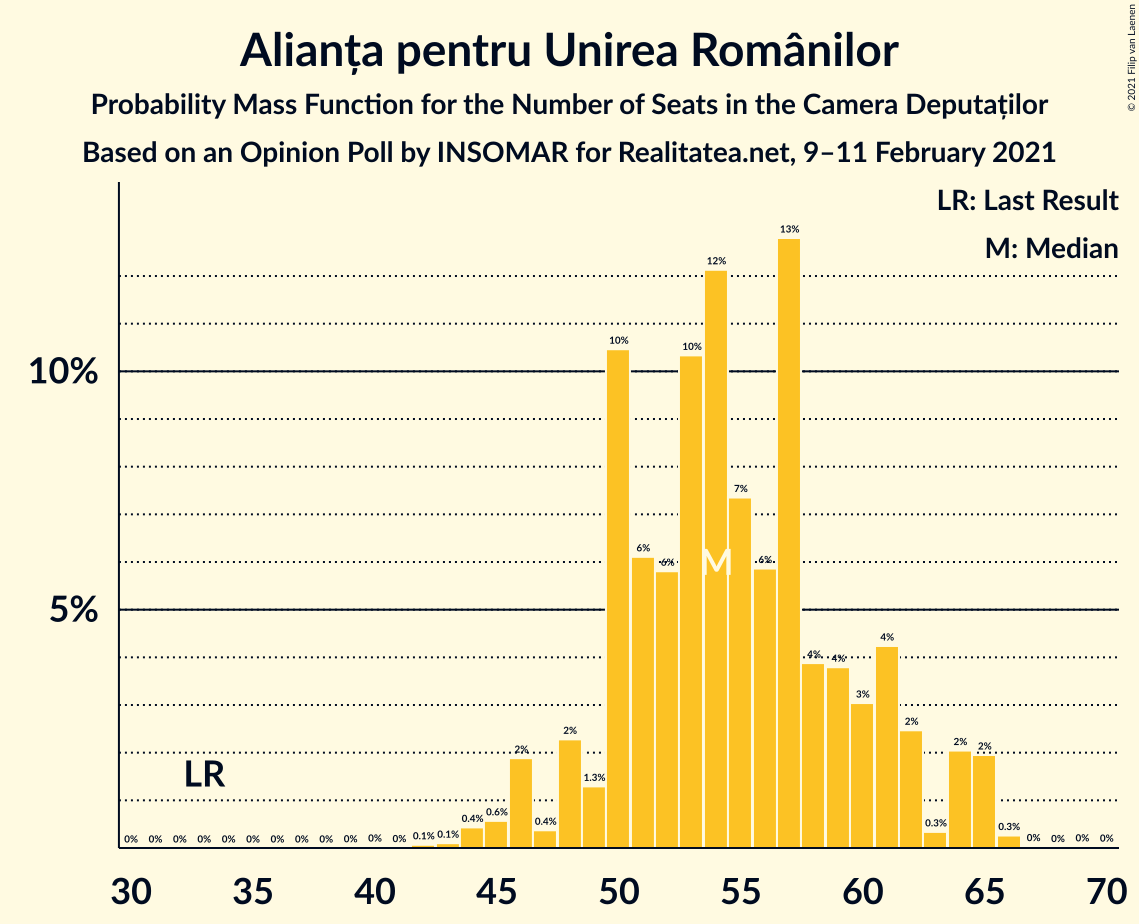 © 2021 Filip van Laenen
Alianța pentru Unirea Românilor
Probability Mass Function for the Number of Seats in the Camera Deputaților
Based on an Opinion Poll by INSOMAR for Realitatea.net, 9–11 February 2021
LR: Last Result
M: Median
13%
12%
10% 10%
10%
7%
6% 6% 6%
M
5%
4% 4% 4%
3%
2% 2% 2% 2% 2%
LR
1.3%
0% 0% 0% 0% 0% 0% 0% 0% 0% 0% 0% 0% 0.1% 0.1% 0.4% 0.6% 0.4% 0.3% 0.3% 0% 0% 0% 0%
30 35 40 45 50 55 60 65 70